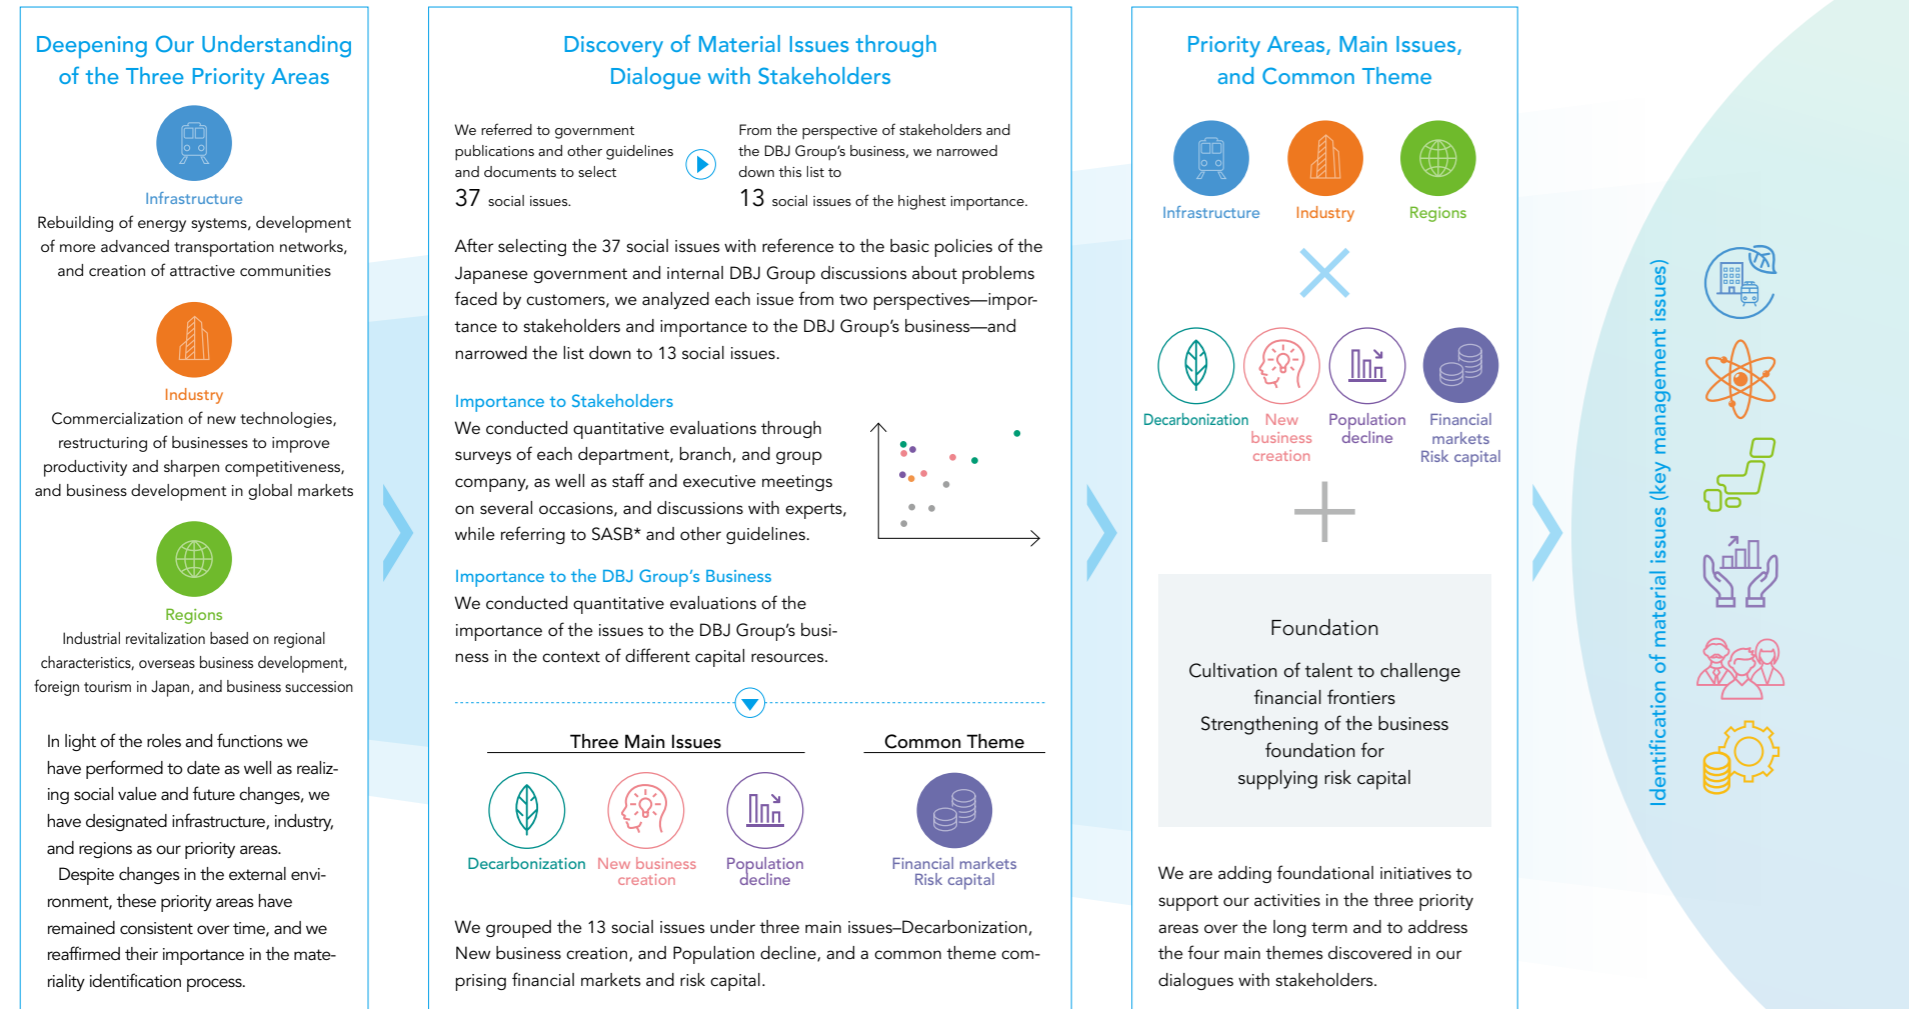 Deepening Our Understanding
of the Three Priority Areas
Infrastructure
Rebuilding of energy systems, development
of more advanced transportation networks,
and creation of attractive communities
Industry
Commercialization of new technologies,
restructuring of businesses to improve
productivity and sharpen competitiveness,
and business development in global markets
Regions
Industrial revitalization based on regional
characteristics, overseas business development,
foreign tourism in Japan, and business succession
In light of the roles and functions we
have performed to date as well as realiz-
ing social value and future changes, we
have designated infrastructure, industry,
and regions as our priority areas.
Despite changes in the external envi-
ronment, these priority areas have
remained consistent over time, and we
reaffirmed their importance in the mate-
riality identification process.
Discovery of Material Issues through
Dialogue with Stakeholders
We referred to government
publications and other guidelines
and documents to select
37 social issues.
From the perspective of stakeholders and
the DBJ Group's business, we narrowed
down this list to
13 social issues of the highest importance.
After selecting the 37 social issues with reference to the basic policies of the
Japanese government and internal DBJ Group discussions about problems
faced by customers, we analyzed each issue from two perspectives—impor-
tance to stakeholders and importance to the DBJ Group's business—and
narrowed the list down to 13 social issues.
Importance to Stakeholders
We conducted quantitative evaluations through
surveys of each department, branch, and group
company, as well as staff and executive meetings
on several occasions, and discussions with experts,
while referring to SASB* and other guidelines.
Importance to the DBJ Group's Business
We conducted quantitative evaluations of the
importance of the issues to the DBJ Group's busi-
ness in the context of different capital resources.
Three Main Issues
Common Theme
Decarbonization
New business
creation
Population
decline
Financial markets
Risk capital
We grouped the 13 social issues under three main issues–Decarbonization,
New business creation, and Population decline, and a common theme com-
prising financial markets and risk capital.
Priority Areas, Main Issues,
and Common Theme
Infrastructure
Industry
Regions
Decarbonization
New
business
creation
Population
decline
Financial
markets
Risk capital
Foundation
Cultivation of talent to challenge
financial frontiers
Strengthening of the business
foundation for
supplying risk capital
We are adding foundational initiatives to
support our activities in the three priority
areas over the long term and to address
the four main themes discovered in our
dialogues with stakeholders.
Identification of material issues (key management issues)